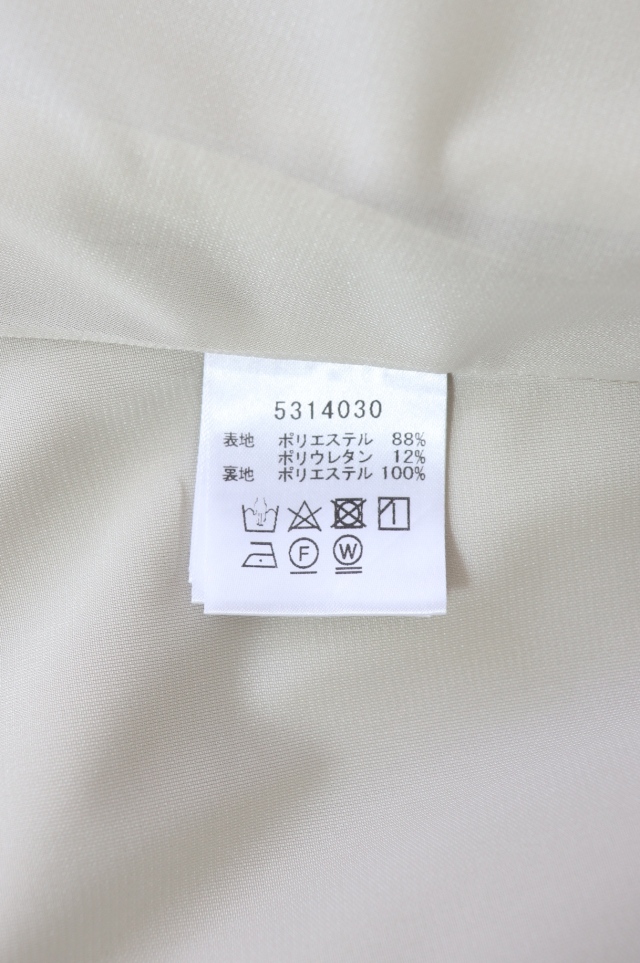 5314030
表地 ポリエステル 88%
ポリウレタン 12%
裏地 ポリエステル 100%
F W